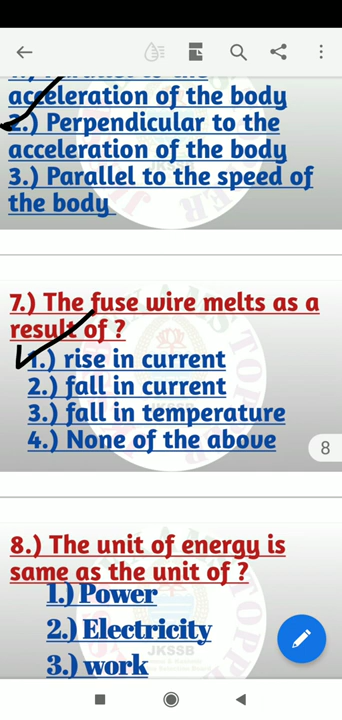 acceleration of the body
2.) Perpendicular to the
acceleration of the body
3.) Parallel to the speed of
the body
7.) The fuse wire melts as a
result of ?
1.) rise in current
2.) fall in current
3.) fall in temperature
4.) None of the above
8
8.) The unit of energy is
same as the unit of ?
1.) Power
2.) Electricity
3.) work
JKSSB